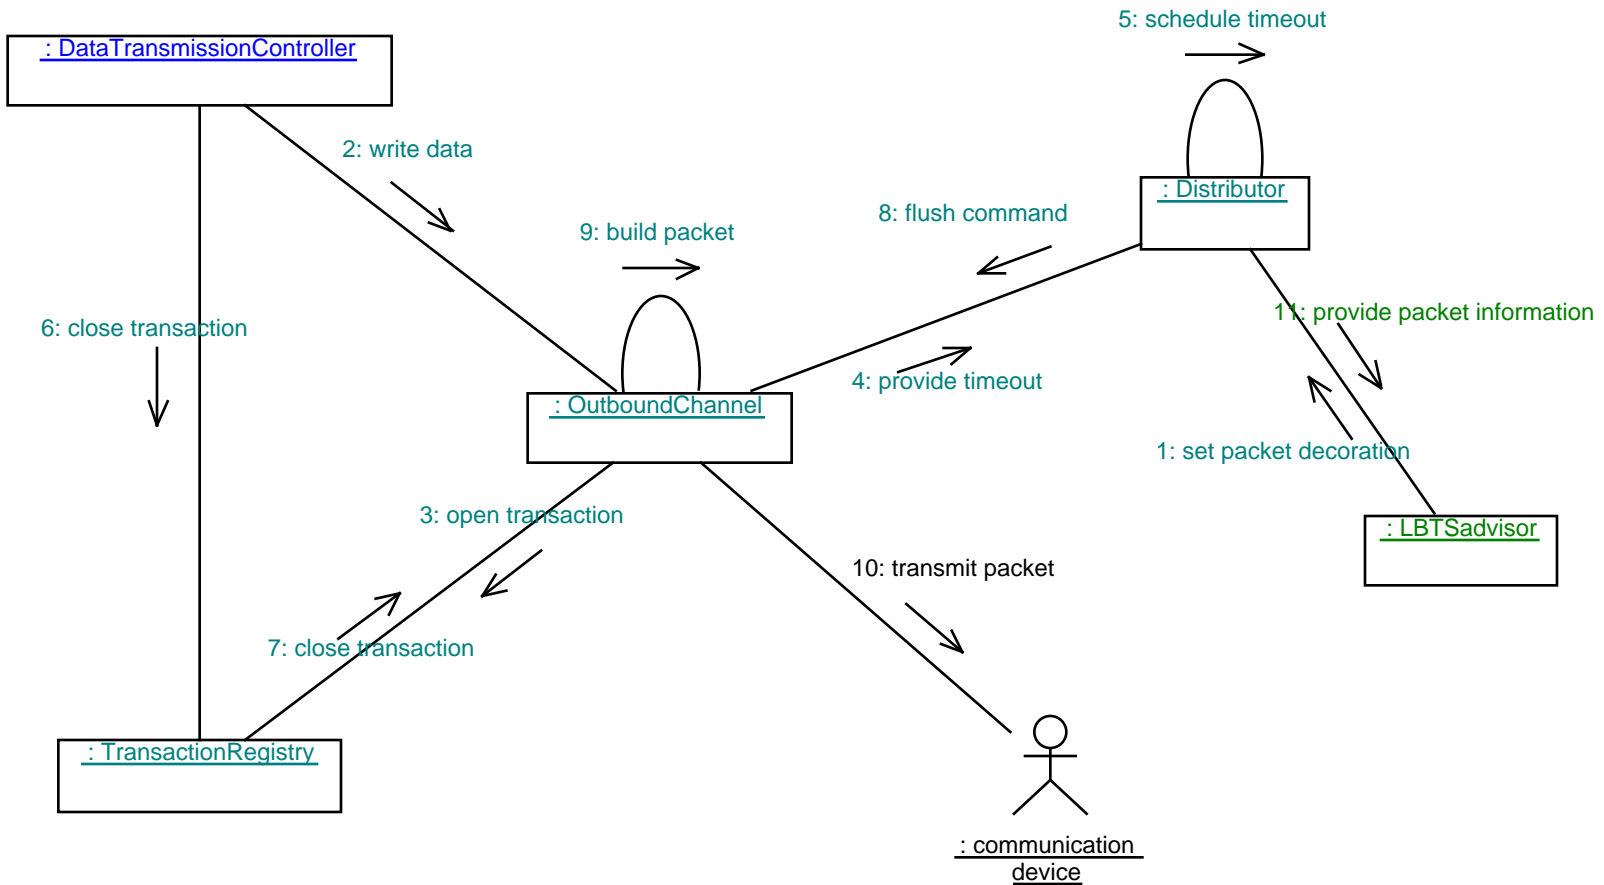 5: schedule timeout
: DataTransmissionController
2: write data
: Distributor
8: flush command
9: build packet
11: provide packet information
6: close transaction
4: provide timeout
: OutboundChannel
1: set packet decoration
3: open transaction
: LBTSadvisor
10: transmit packet
7: close transaction
: TransactionRegistry
: communication
device